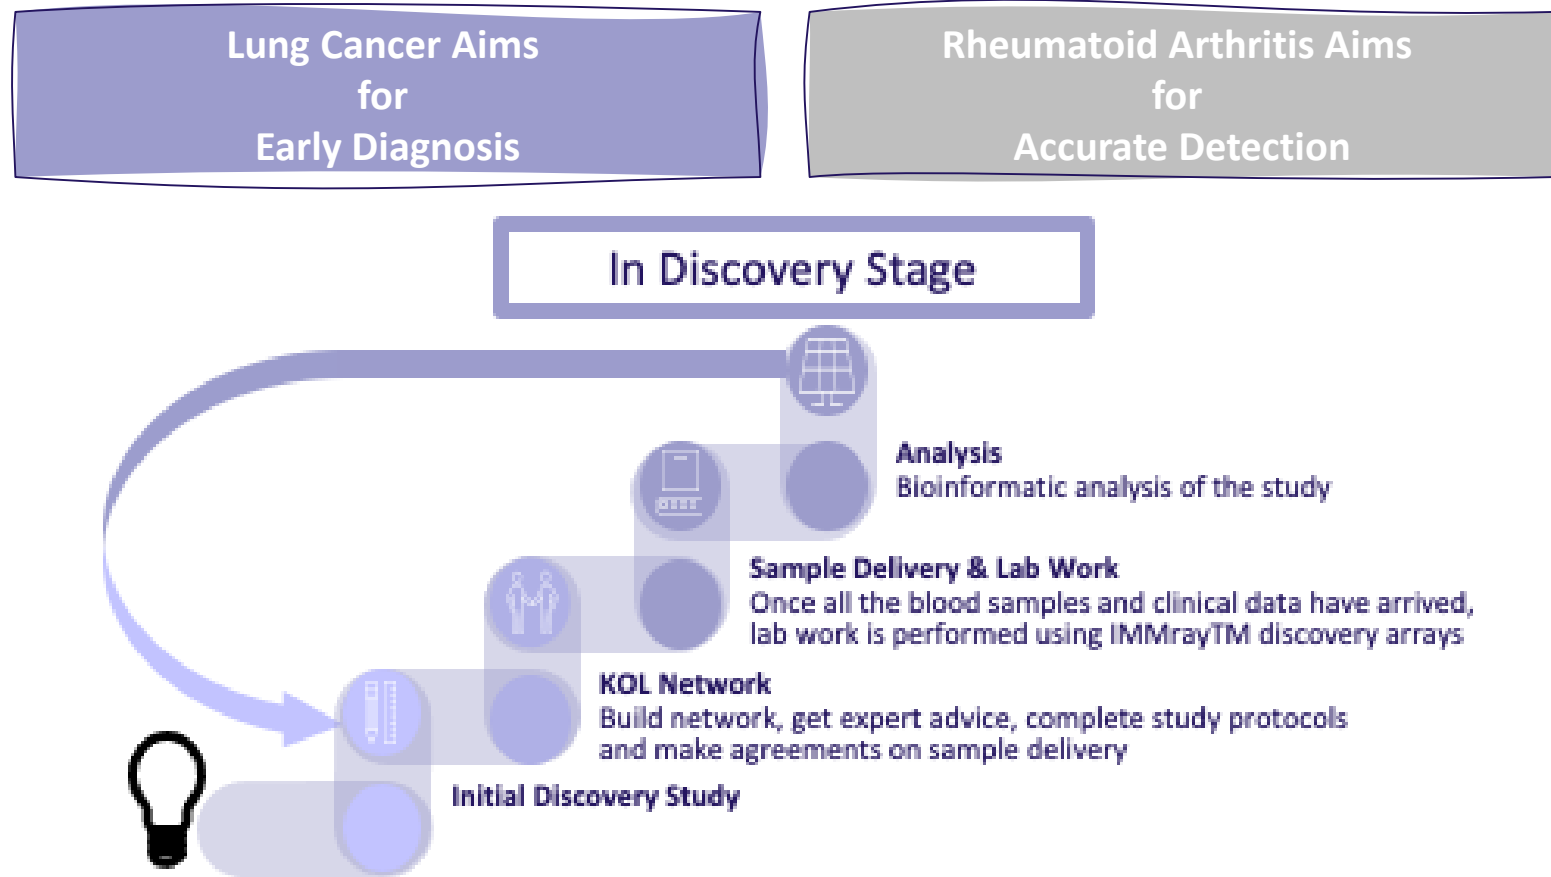 Lung Cancer Aims
for
Early Diagnosis
Rheumatoid Arthritis Aims
for
Accurate Detection
In Discovery Stage
Analysis
Bioinformatic analysis of the study
Sample Delivery & Lab Work
Once all the blood samples and clinical data have arrived,
lab work is performed using IMMrayTM discovery arrays
KOL Network
Build network, get expert advice, complete study protocols
and make agreements on sample delivery
Initial Discovery Study